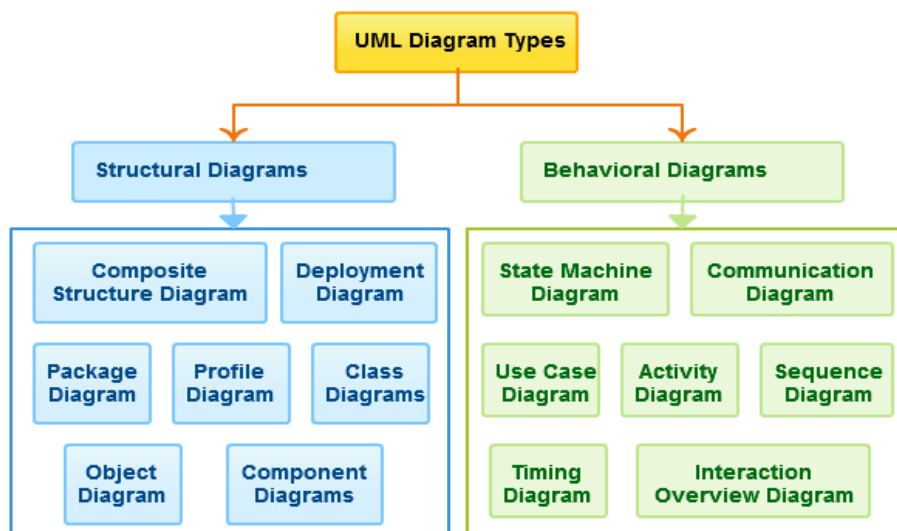 UML Diagram Types
Structural Diagrams
Behavioral Diagrams
Composite
Structure Diagram
Deployment
Diagram
Package
Diagram
Profile
Diagram
Class
Diagrams
Object
Diagram
Component
Diagrams
State Machine
Diagram
Communication
Diagram
Use Case
Diagram
Activity
Diagram
Sequence
Diagram
Timing
Diagram
Interaction
Overview Diagram